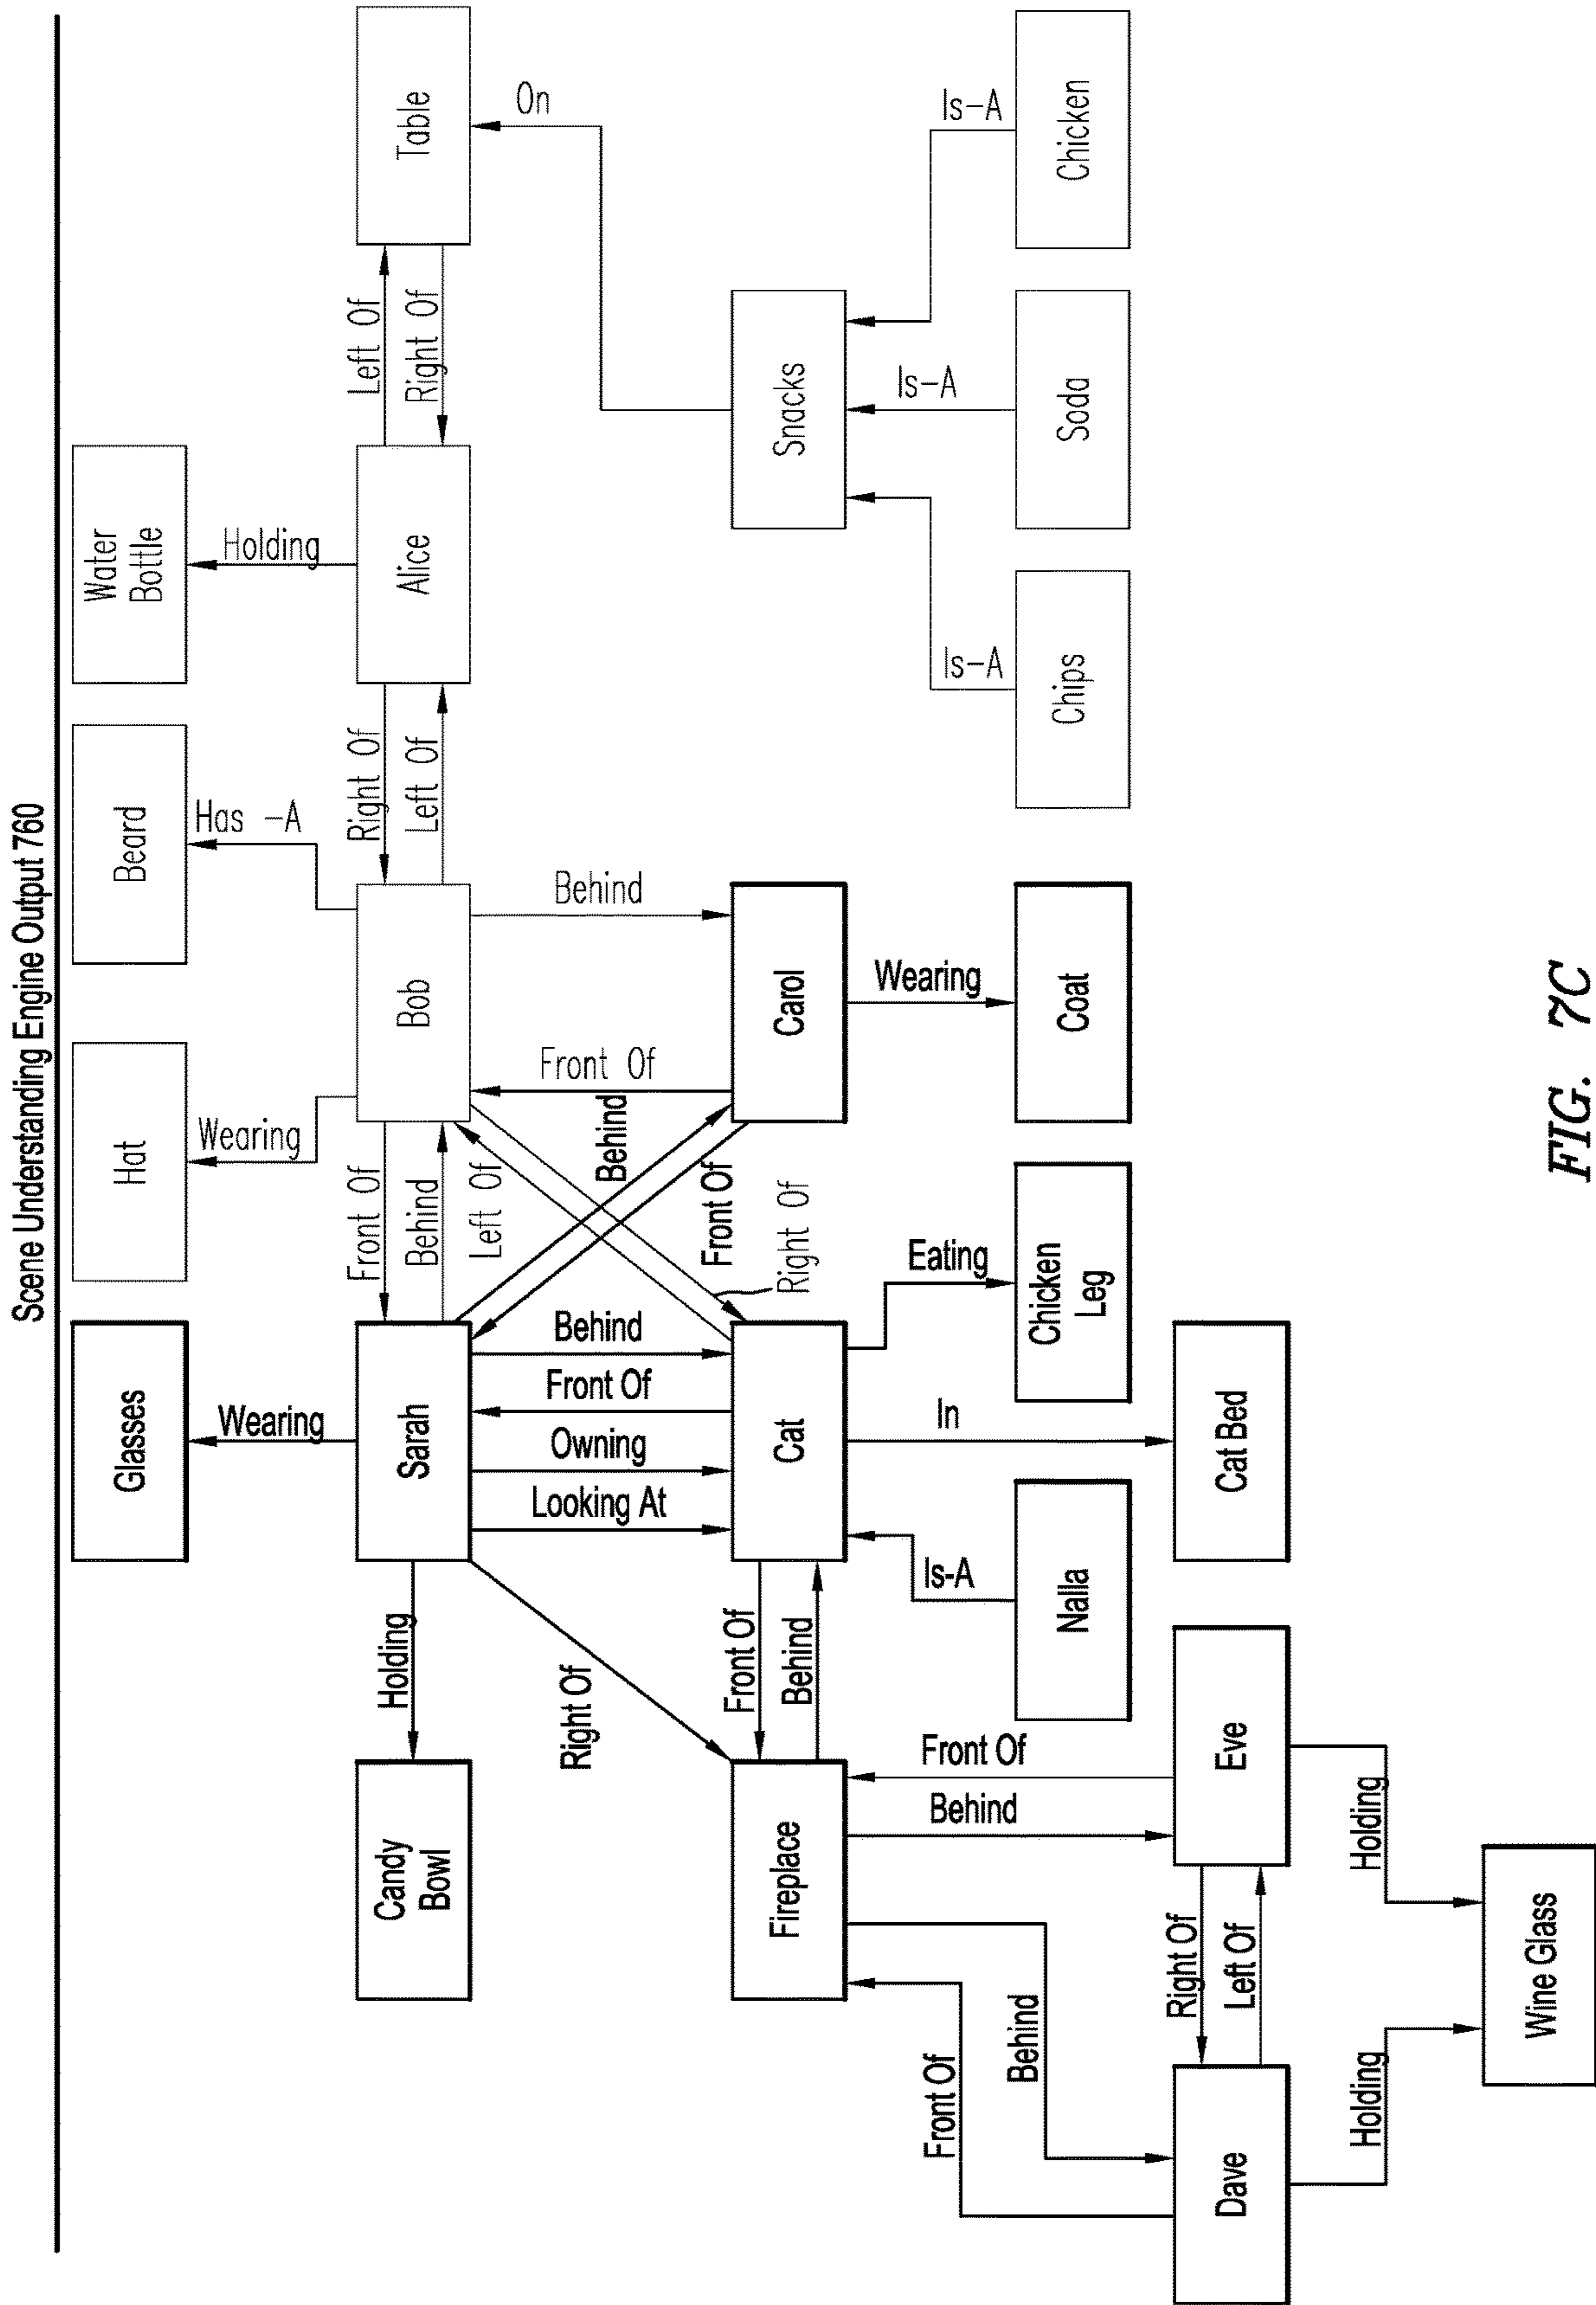 Scene Understanding Engine Output 760
Glasses
Hat
Beard
Water
Bottle
Wearing
Wearing
Has -A
Holding
Candy
Bowl
Holding
Sarah
Front Of
Behind
Bob
Right Of
Left Of
Alice
Left Of
Right Of
Table
Left Of
Right Of
Looking At
Owning
Front Of
Behind
Behind
Front Of
Front Of
Behind
Right Of
On
Fireplace
Front Of
Behind
Cat
Carol
Snacks
Front Of
Behind
Behind
Front Of
Is-A
In
Eating
Wearing
Is-A
Is-A
Is-A
Nalla
Chicken
Leg
Coat
Chips
Soda
Chicken
Dave
Right Of
Left Of
Eve
Cat Bed
Holding
Holding
Wine Glass
FIG. 7C